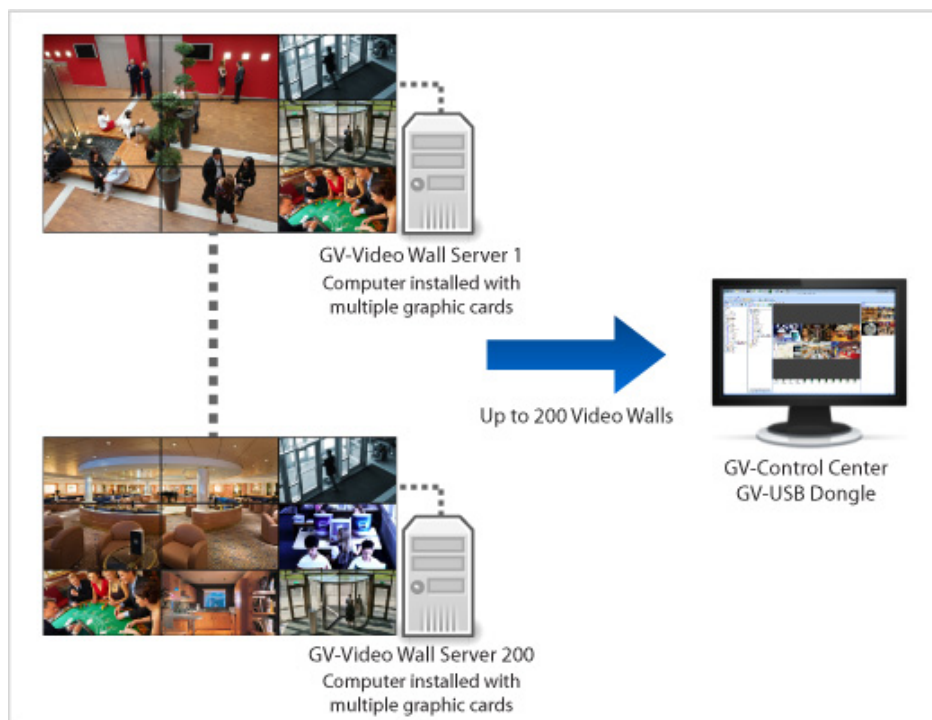 GV-Video Wall Server 1
Computer installed with
multiple graphic cards
Up to 200 Video Walls
GV-Control Center
GV-USB Dongle
GV-Video Wall Server 200
Computer installed with
multiple graphic cards